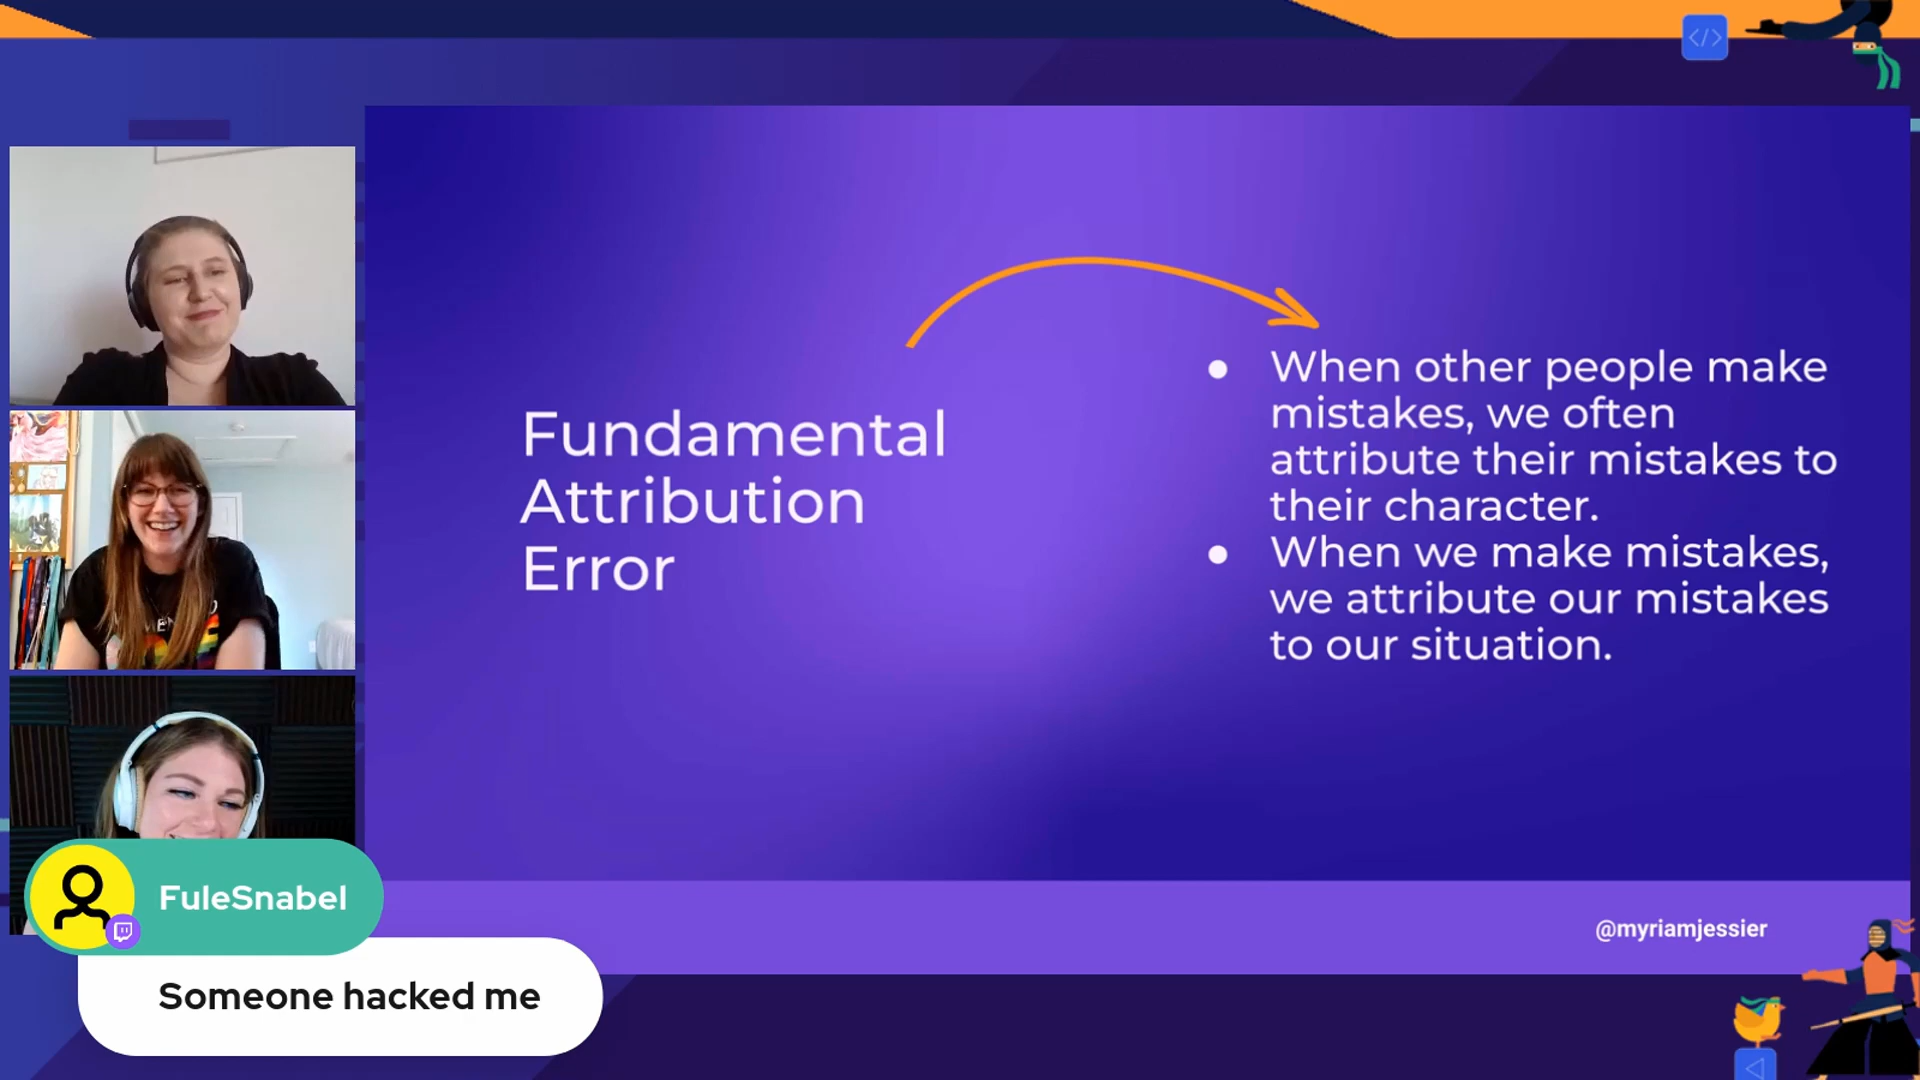 Fundamental
Attribution
Error
● When other people make
mistakes, we often
attribute their mistakes to
their character.
● When we make mistakes,
we attribute our mistakes
to our situation.
@myriamjessier
FuleSnabel
Someone hacked me